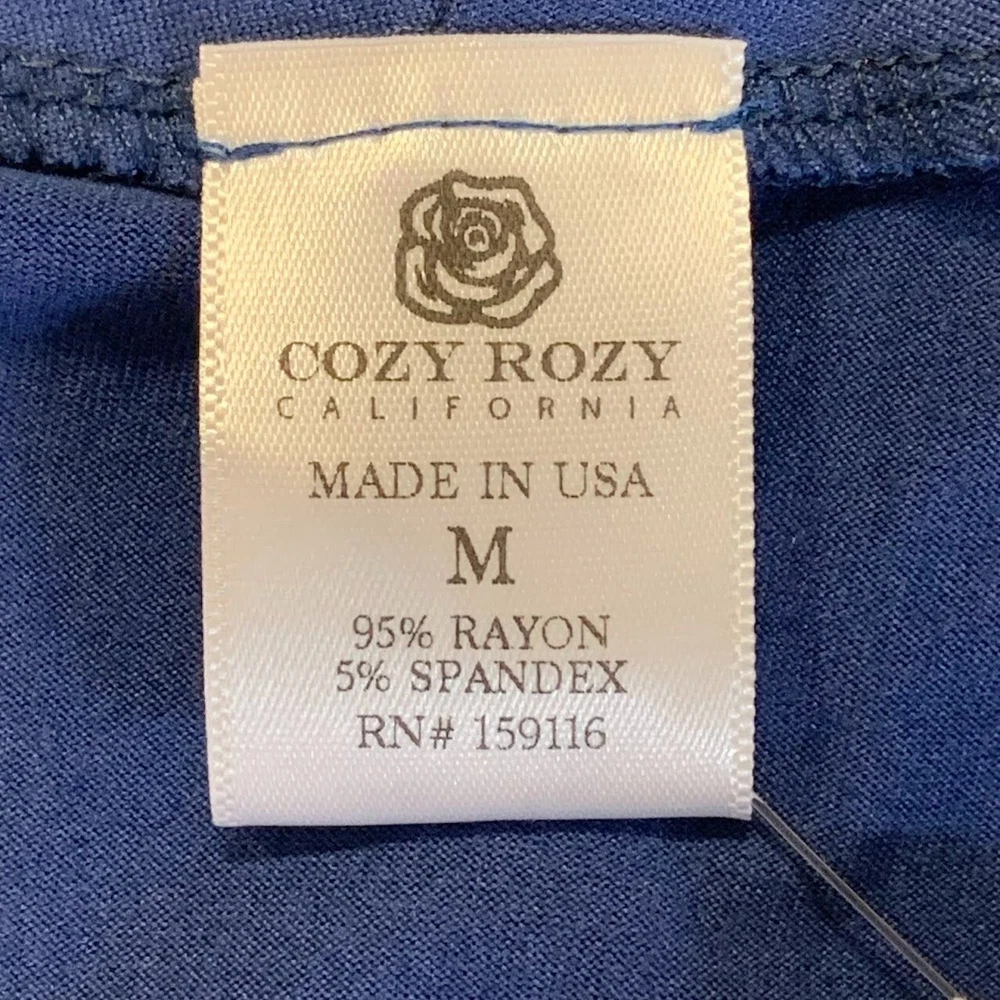 COZY ROZY
CALIFORNIA
MADE IN USA
M
95% RAYON
5% SPANDEX
RN# 159116